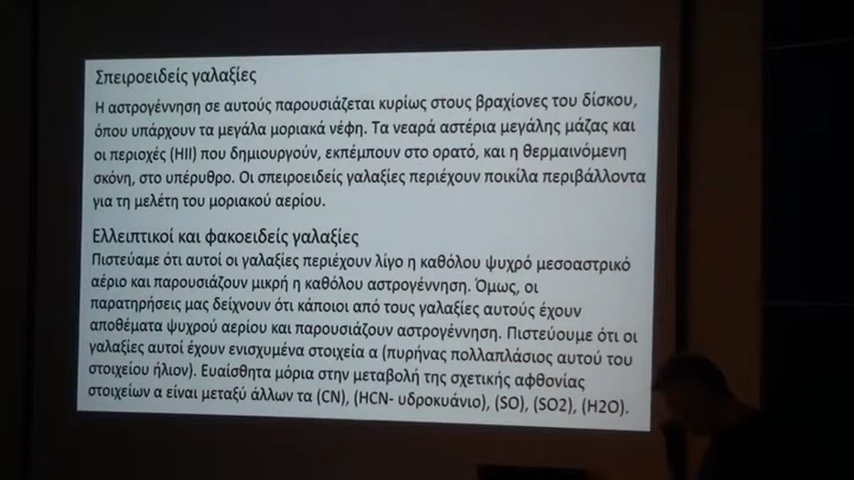 Σπειροειδείς γαλαξίες
Η αστρογέννηση σε αυτούς παρουσιάζεται κυρίως στους βραχίονες του δίσκου,
όπου υπάρχουν τα μεγάλα μοριακά νέφη. Τα νεαρά αστέρια μεγάλης μάζας και
οι περιοχές (HII) που δημιουργούν, εκπέμπουν στο ορατό, και η θερμαινόμενη
σκόνη, στο υπέρυθρο. Οι σπειροειδείς γαλαξίες περιέχουν ποικίλα περιβάλλοντα
για τη μελέτη του μοριακού αερίου.
Ελλειπτικοί και φακοειδείς γαλαξίες
Πιστεύαμε ότι αυτοί οι γαλαξίες περιέχουν λίγο η καθόλου ψυχρό μεσοαστρικό
αέριο και παρουσιάζουν μικρή η καθόλου αστρογέννηση. Όμως, οι
παρατηρήσεις μας δείχνουν ότι κάποιοι από τους γαλαξίες αυτούς έχουν
αποθέματα ψυχρού αερίου και παρουσιάζουν αστρογέννηση. Πιστεύουμε ότι οι
γαλαξίες αυτοί έχουν ενισχυμένα στοιχεία α (πυρήνας πολλαπλάσιος αυτού του
στοιχείου ήλιον). Ευαίσθητα μόρια στην μεταβολή της σχετικής αφθονίας
στοιχείων α είναι μεταξύ άλλων τα (CN), (HCN- υδροκυάνιο), (SO), (SO2), (H2O).